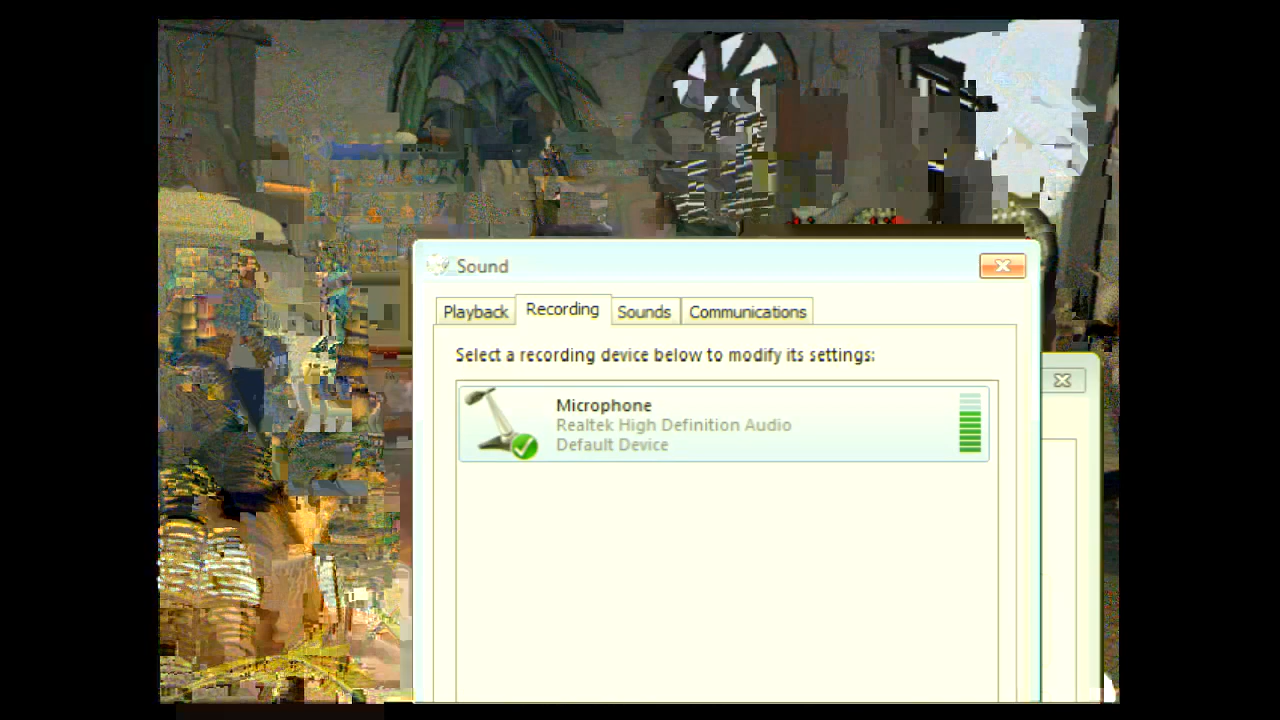 Sound
Playback Recording Sounds Communications
Select a recording device below to modify its settings:
Microphone
Realtek High Definition Audio
Default Device